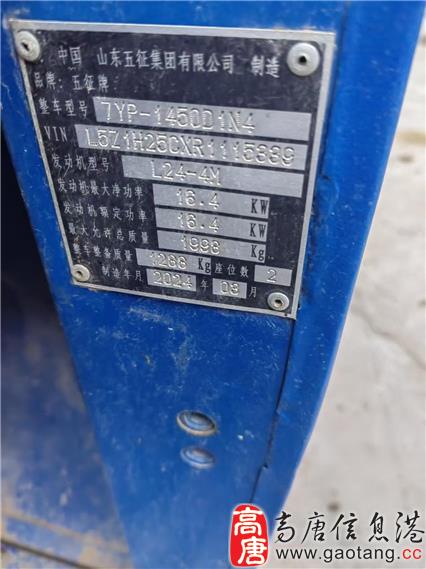 中国 山东五征集团有限公司 制造
品牌:五征牌
整车型号 7YP-1450D1N4
VIN L5Z1H25CXR1115339
发动机型号 L24-4M
发动机最大净功率 16.4 KW
发动机额定功率 16.4 KW
最大允许总质量 1998 Kg
整车整备质量 1288 Kg 座位数 2
制造年月 2024 年 03 月
高唐 高唐信息港
www.gaotang.cc